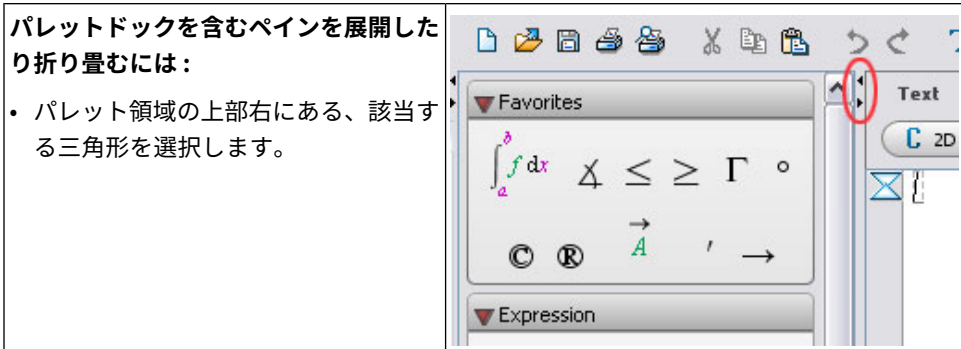 パレットドックを含むペインを展開した
り折り畳むには :
• パレット領域の上部右にある、該当す
る三角形を選択します。
Favorites
∫ a b f dx ∡ ≤ ≥ Γ °
© ® A → ′ →
Expression
Text
C 2D
[